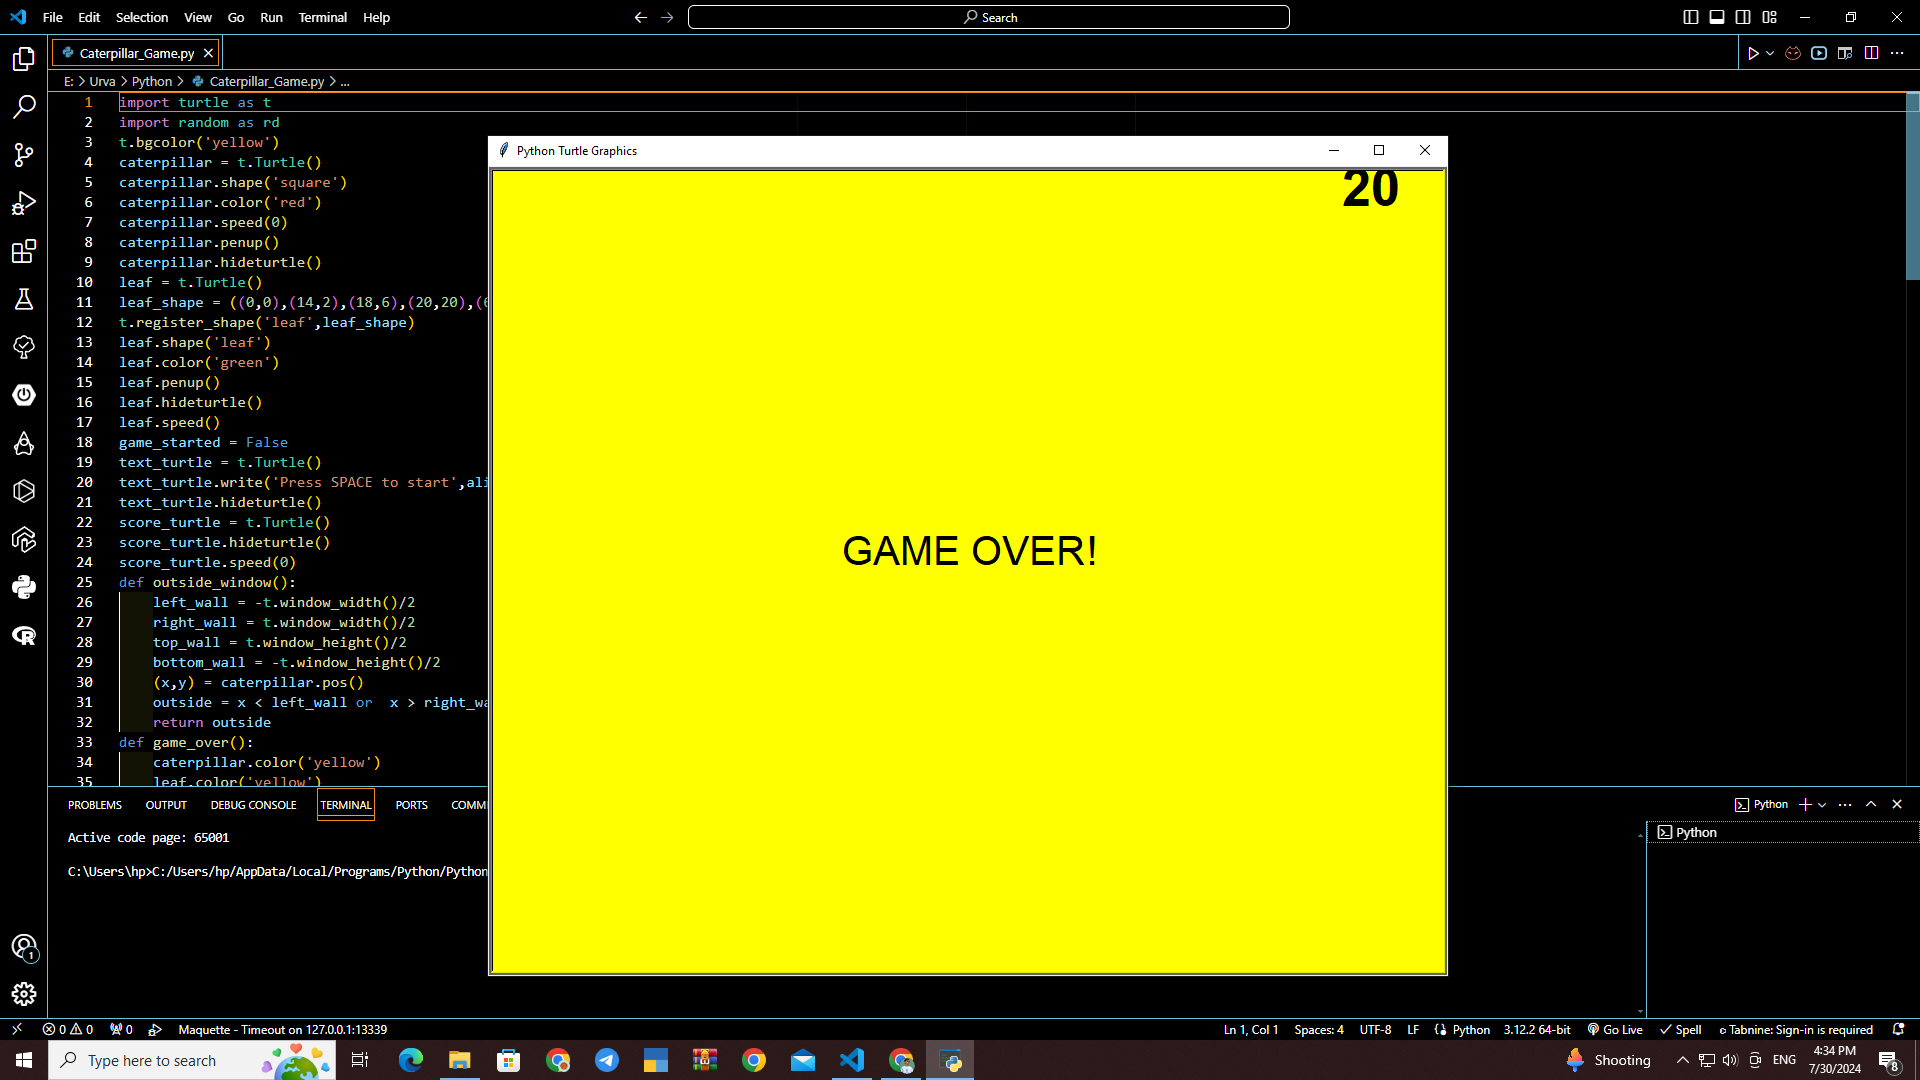 File Edit Selection View Go Run Terminal Help
Search
Caterpillar_Game.py
E: > Urva > Python > Caterpillar_Game.py > ...
1 import turtle as t
2 import random as rd
3 t.bgcolor('yellow')
4 caterpillar = t.Turtle()
5 caterpillar.shape('square')
6 caterpillar.color('red')
7 caterpillar.speed(0)
8 caterpillar.penup()
9 caterpillar.hideturtle()
10 leaf = t.Turtle()
11 leaf_shape = ((0,0),(14,2),(18,6),(20,20),(6
12 t.register_shape('leaf',leaf_shape)
13 leaf.shape('leaf')
14 leaf.color('green')
15 leaf.penup()
16 leaf.hideturtle()
17 leaf.speed()
18 game_started = False
19 text_turtle = t.Turtle()
20 text_turtle.write('Press SPACE to start',ali
21 text_turtle.hideturtle()
22 score_turtle = t.Turtle()
23 score_turtle.hideturtle()
24 score_turtle.speed(0)
25 def outside_window():
26 left_wall = -t.window_width()/2
27 right_wall = t.window_width()/2
28 top_wall = t.window_height()/2
29 bottom_wall = -t.window_height()/2
30 (x,y) = caterpillar.pos()
31 outside = x < left_wall or  x > right_wa
32 return outside
33 def game_over():
34 caterpillar.color('yellow')
35 leaf.color('yellow')
Python Turtle Graphics
20
GAME OVER!
PROBLEMS OUTPUT DEBUG CONSOLE TERMINAL PORTS COMM
Python
Python
Active code page: 65001
C:\Users\hp>C:/Users/hp/AppData/Local/Programs/Python/Python
0 0 0 Maquette - Timeout on 127.0.0.1:13339
Ln 1, Col 1 Spaces: 4 UTF-8 LF Python 3.12.2 64-bit Go Live Spell Tabnine: Sign-in is required
1
Type here to search
Shooting
ENG
4:34 PM
7/30/2024
8